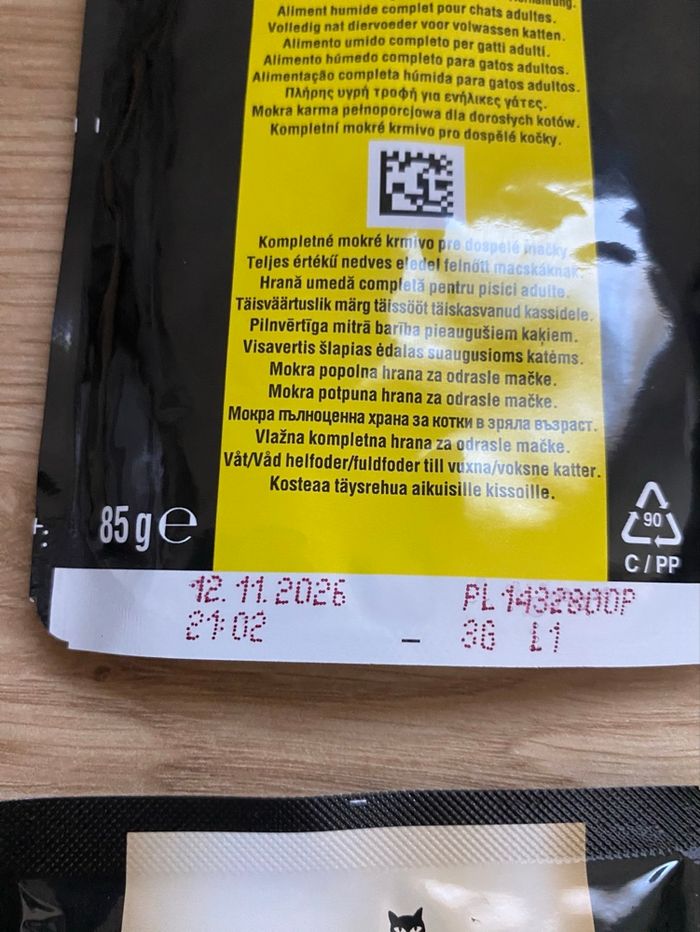 Aliment humide complet pour chats adultes.
Volledig nat diervoeder voor volwassen katten.
Alimento umido completo per gatti adulti.
Alimento húmedo completo para gatos adultos.
Alimentação completa húmida para gatos adultos.
Πλήρης υγρή τροφή για ενήλικες γάτες.
Mokra karma pełnoporcjowa dla dorosłych kotów.
Kompletní mokré krmivo pro dospělé kočky.
Kompletné mokré krmivo pre dospelé mačky.
Teljes értékű nedves eledel felnőtt macskáknak.
Hrană umedă completă pentru pisici adulte.
Täisväärtuslik märg täissööt täiskasvanud kassidele.
Pilnvērtīga mitrā barība pieaugušiem kaķiem.
Visavertis šlapias ėdalas suaugusioms katėms.
Mokra popolna hrana za odrasle mačke.
Mokra potpuna hrana za odrasle mačke.
Мокра пълноценна храна за котки в зряла възраст.
Vlažna kompletna hrana za odrasle mačke.
Våt/Våd helfoder/fuldfoder till vuxna/voksne katter.
Kosteaa täysrehua aikuisille kissoille.
85 g ℮
90
C / PP
12.11.2026
21:02
PL1432800P
3G L1